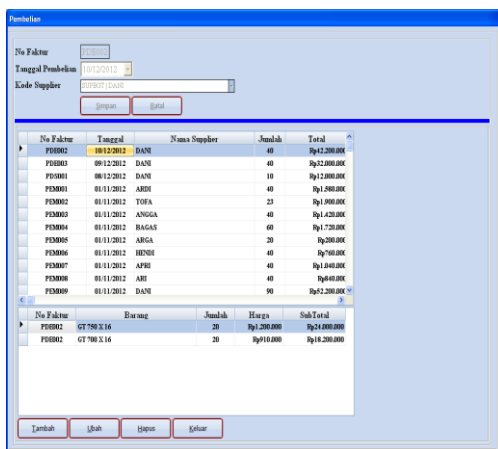 Pembelian
No Faktur PDE002
Tanggal Pembelian 10/12/2012
Kode Supplier DANI
Simpan Batal
No Faktur Tanggal Nama Supplier Jumlah Total
PDE002 10/12/2012 DANI 40 Rp42.200.000
PDE003 09/12/2012 DANI 40 Rp32.000.000
PDS001 08/12/2012 DANI 10 Rp12.000.000
PEM001 01/11/2012 ARDI 40 Rp1.580.000
PEM002 01/11/2012 TOFA 23 Rp1.900.000
PEM003 01/11/2012 ANGGA 40 Rp1.420.000
PEM004 01/11/2012 BAGAS 60 Rp1.720.000
PEM005 01/11/2012 ARGA 20 Rp200.000
PEM006 01/11/2012 HENDI 40 Rp760.000
PEM007 01/11/2012 APRI 40 Rp1.040.000
PEM008 01/11/2012 ARI 40 Rp840.000
PEM009 01/11/2012 DANI 90 Rp52.200.000
No Faktur Barang Jumlah Harga SubTotal
PDE002 GT 750 X 16 20 Rp1.200.000 Rp24.000.000
PDE002 GT 700 X 16 20 Rp910.000 Rp18.200.000
Tambah Ubah Hapus Keluar